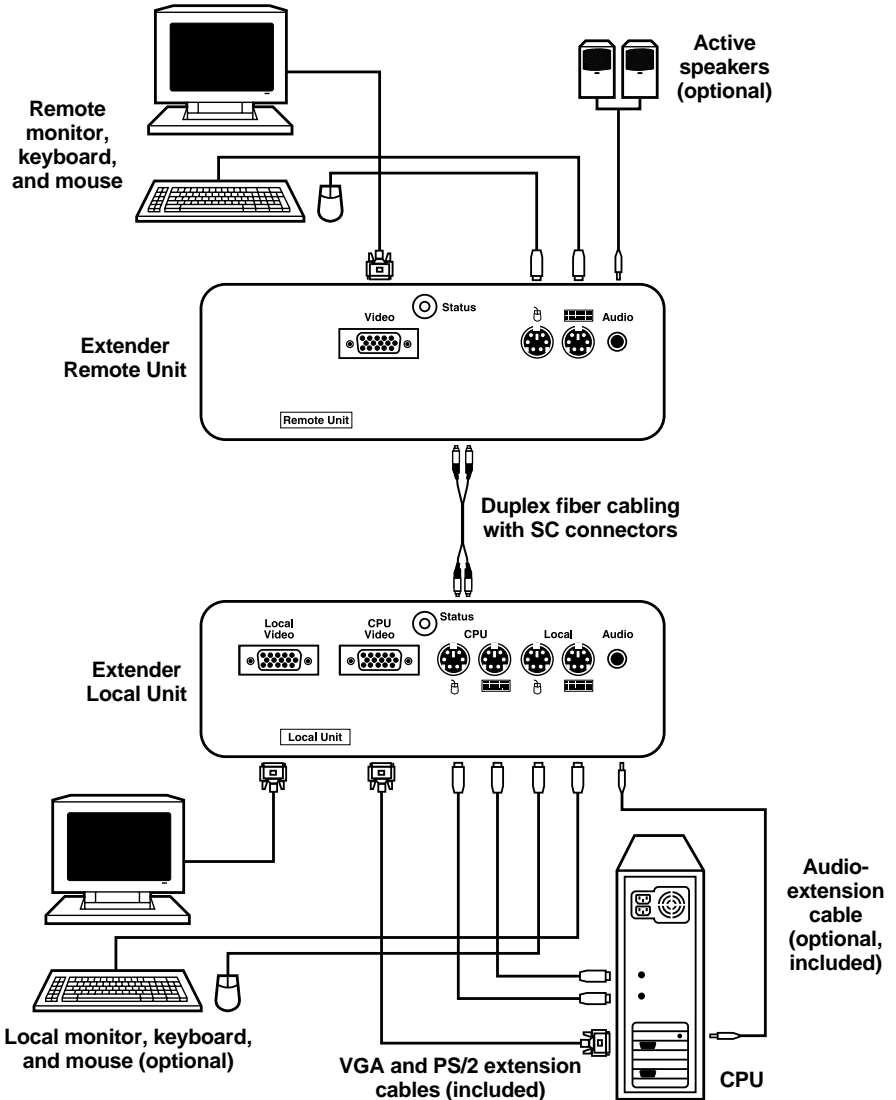 Active
speakers
(optional)
Remote
monitor,
keyboard,
and mouse
Status
Video
Audio
Extender
Remote Unit
Remote Unit
Duplex fiber cabling
with SC connectors
Status
Local
Video
CPU
Video
CPU
Local
Audio
Extender
Local Unit
Local Unit
Audio-
extension
cable
(optional,
included)
Local monitor, keyboard,
and mouse (optional)
VGA and PS/2 extension
cables (included)
CPU